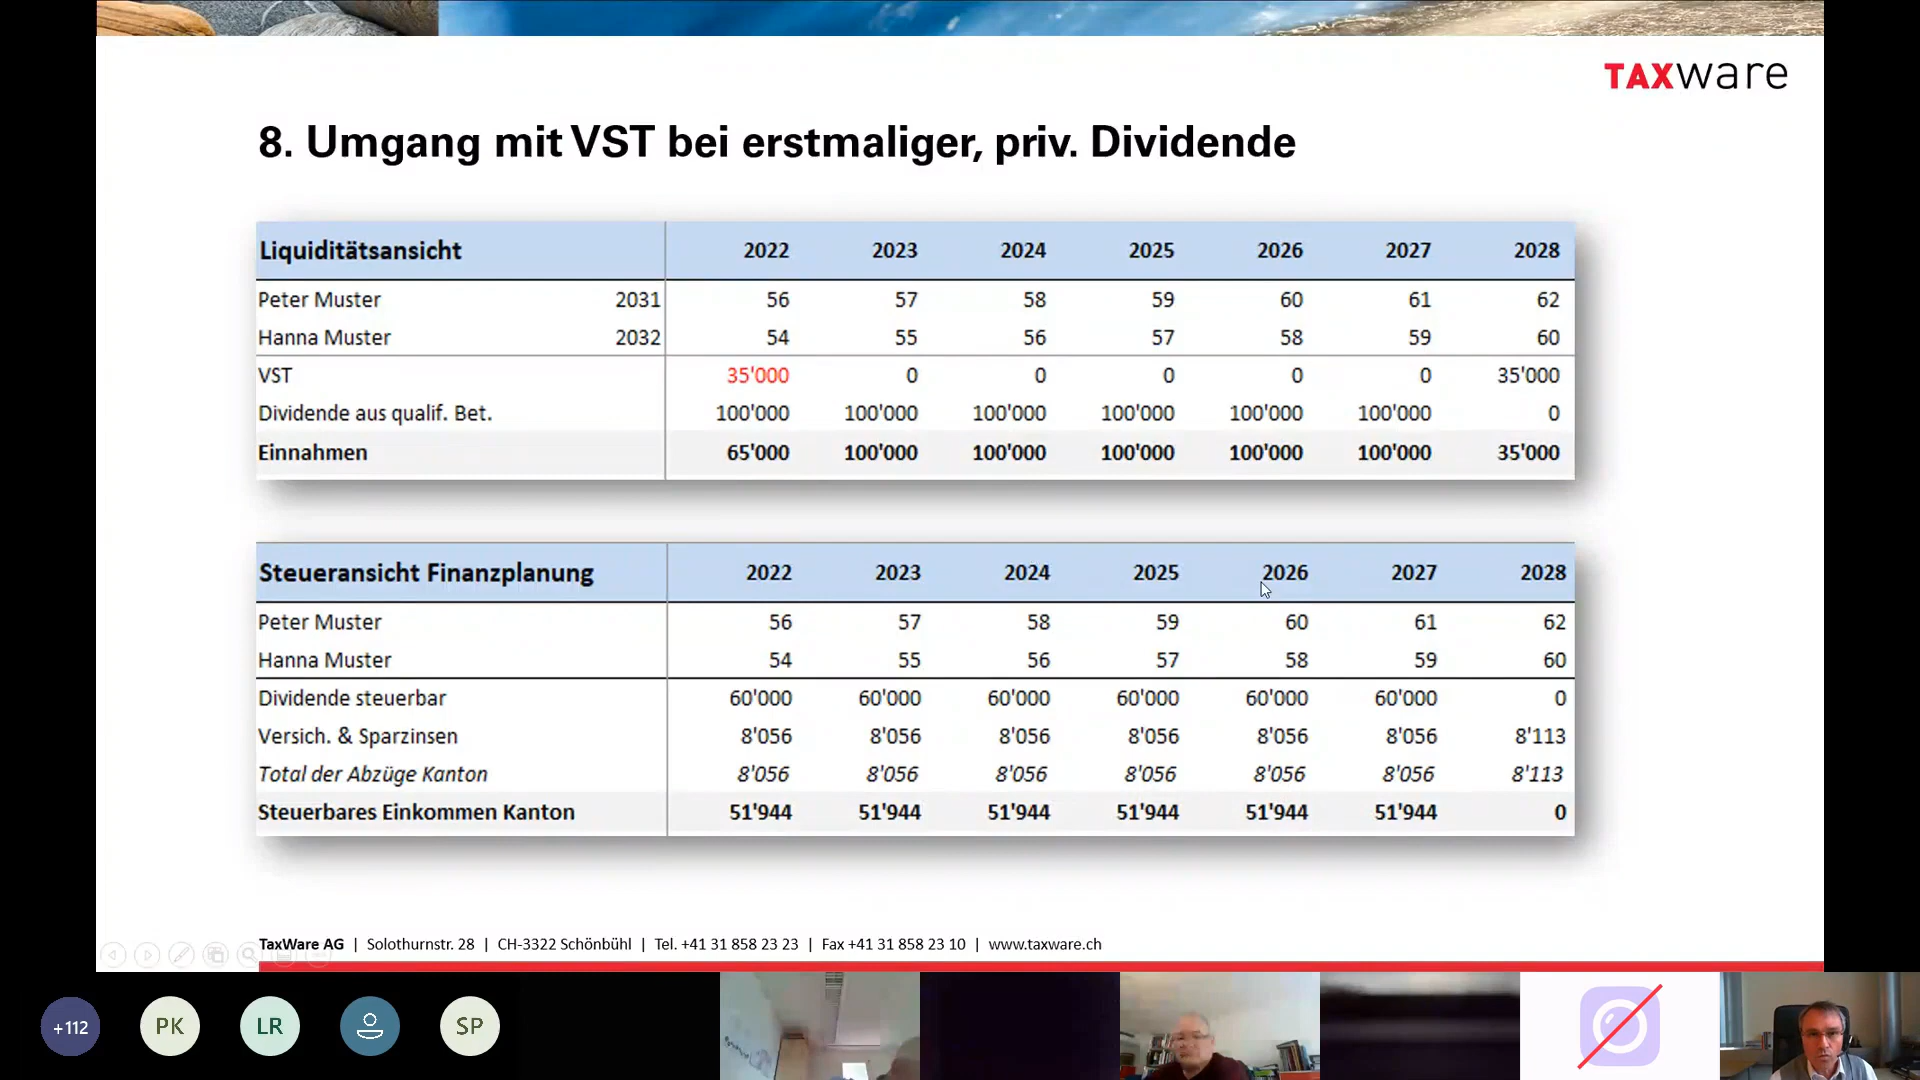 TAXware
8. Umgang mit VST bei erstmaliger, priv. Dividende
Liquiditätsansicht 2022 2023 2024 2025 2026 2027 2028
Peter Muster 2031 56 57 58 59 60 61 62
Hanna Muster 2032 54 55 56 57 58 59 60
VST 35'000 0 0 0 0 0 35'000
Dividende aus qualif. Bet. 100'000 100'000 100'000 100'000 100'000 100'000 0
Einnahmen 65'000 100'000 100'000 100'000 100'000 100'000 35'000
Steueransicht Finanzplanung 2022 2023 2024 2025 2026 2027 2028
Peter Muster 56 57 58 59 60 61 62
Hanna Muster 54 55 56 57 58 59 60
Dividende steuerbar 60'000 60'000 60'000 60'000 60'000 60'000 0
Versich. & Sparzinsen 8'056 8'056 8'056 8'056 8'056 8'056 8'113
Total der Abzüge Kanton 8'056 8'056 8'056 8'056 8'056 8'056 8'113
Steuerbares Einkommen Kanton 51'944 51'944 51'944 51'944 51'944 51'944 0
TaxWare AG | Solothurnstr. 28 | CH-3322 Schönbühl | Tel. +41 31 858 23 23 | Fax +41 31 858 23 10 | www.taxware.ch
+112 PK LR SP